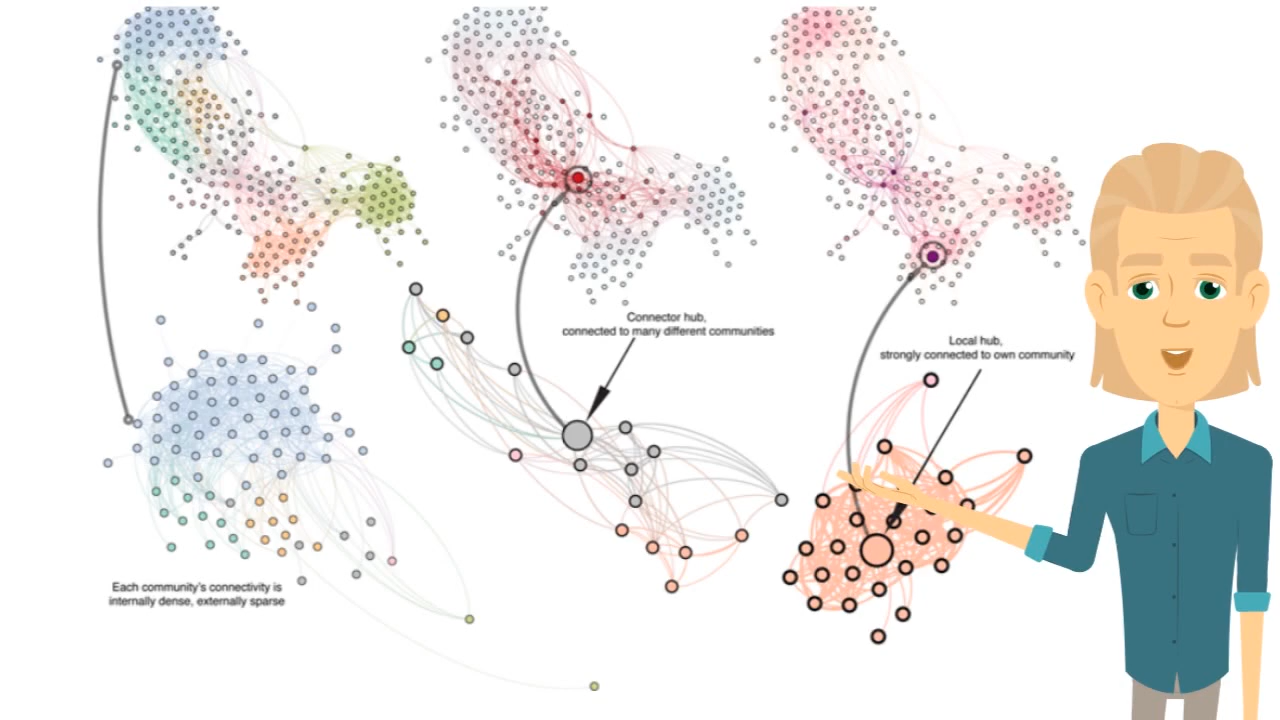 Connector hub,
connected to many different communities
Local hub,
strongly connected to own community
Each community's connectivity is
internally dense, externally sparse